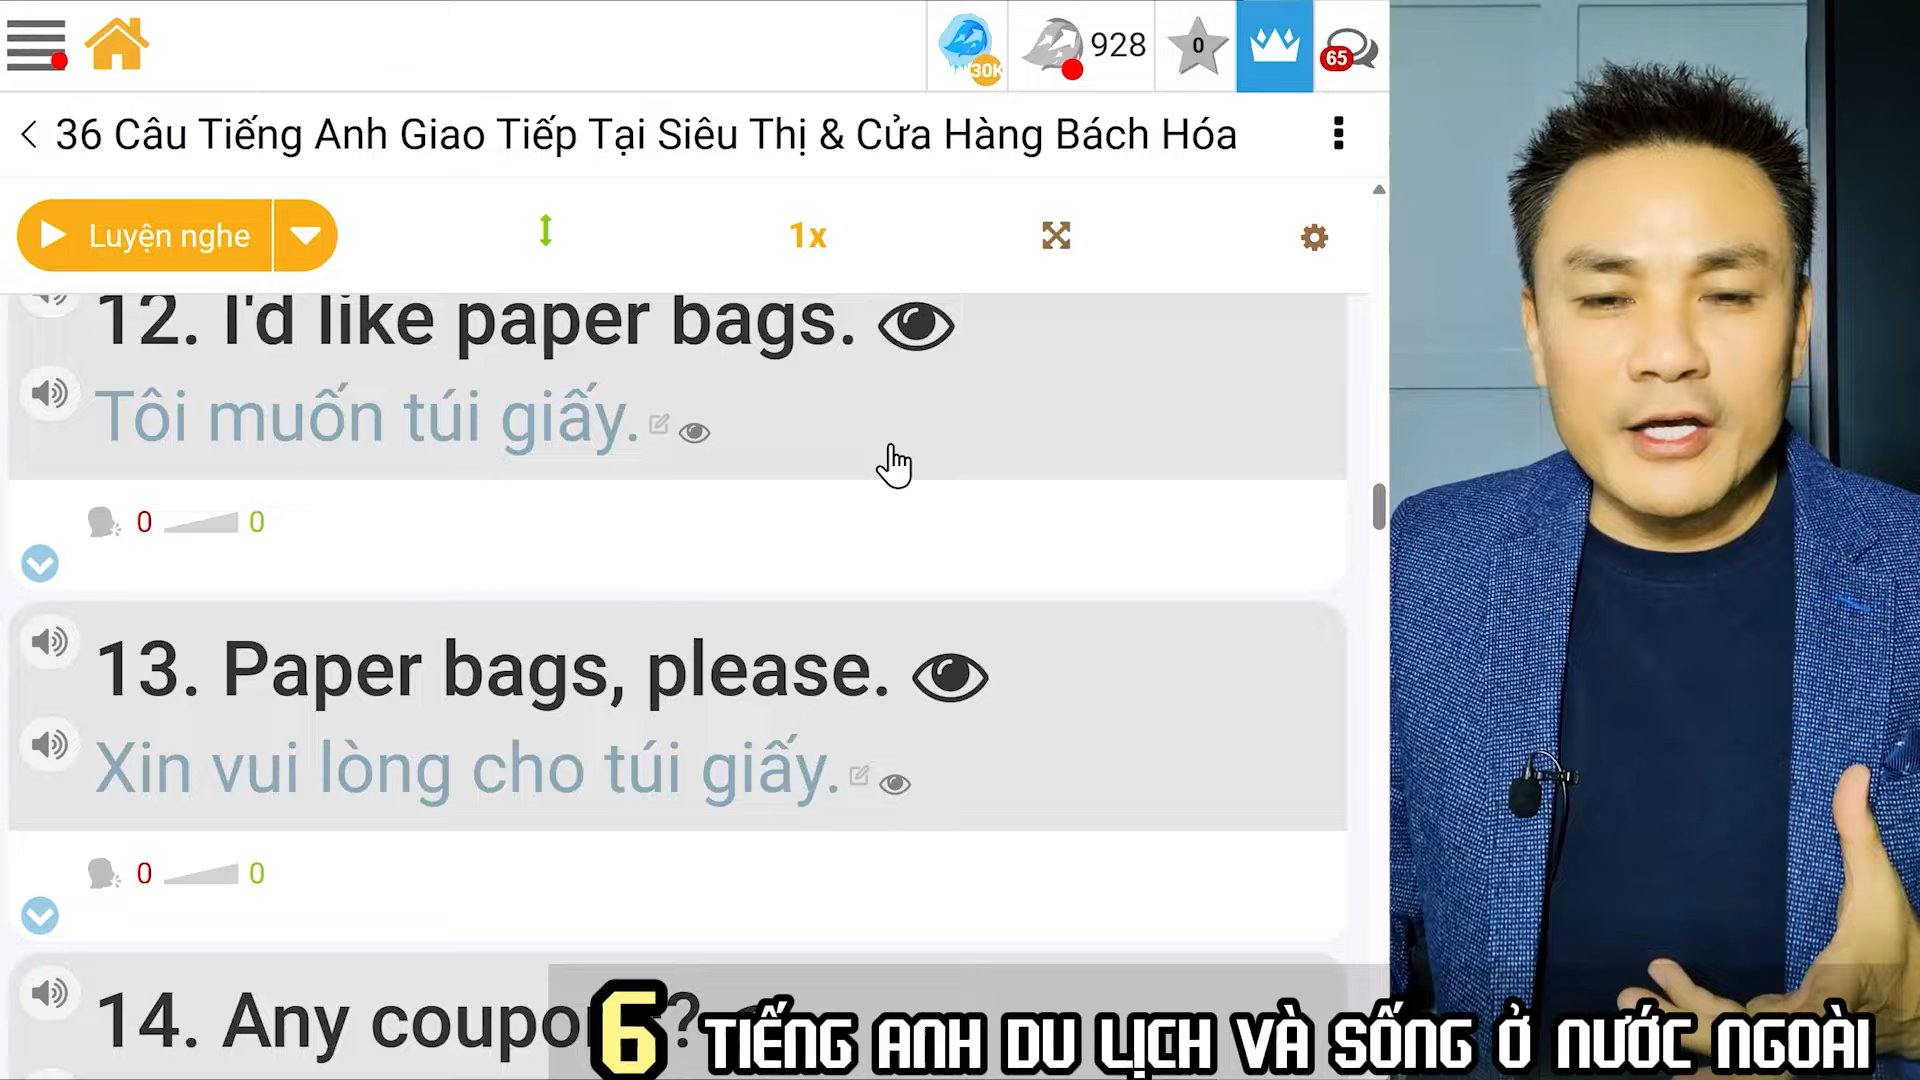 30K
928
0
65
36 Câu Tiếng Anh Giao Tiếp Tại Siêu Thị & Cửa Hàng Bách Hóa
Luyện nghe
1x
12. I'd like paper bags.
Tôi muốn túi giấy.
0 0
13. Paper bags, please.
Xin vui lòng cho túi giấy.
0 0
14. Any ?
6 TIẾNG ANH DU LỊCH VÀ SỐNG Ở NƯỚC NGOÀI